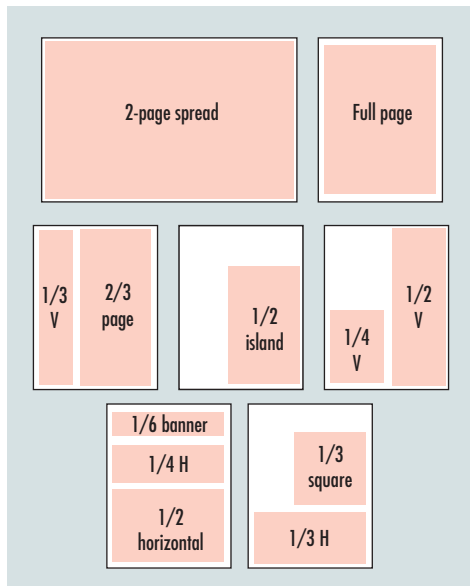 2-page spread
Full page
1/3
V
2/3
page
1/2
island
1/4
V
1/2
V
1/6 banner
1/4 H
1/2
horizontal
1/3
square
1/3 H